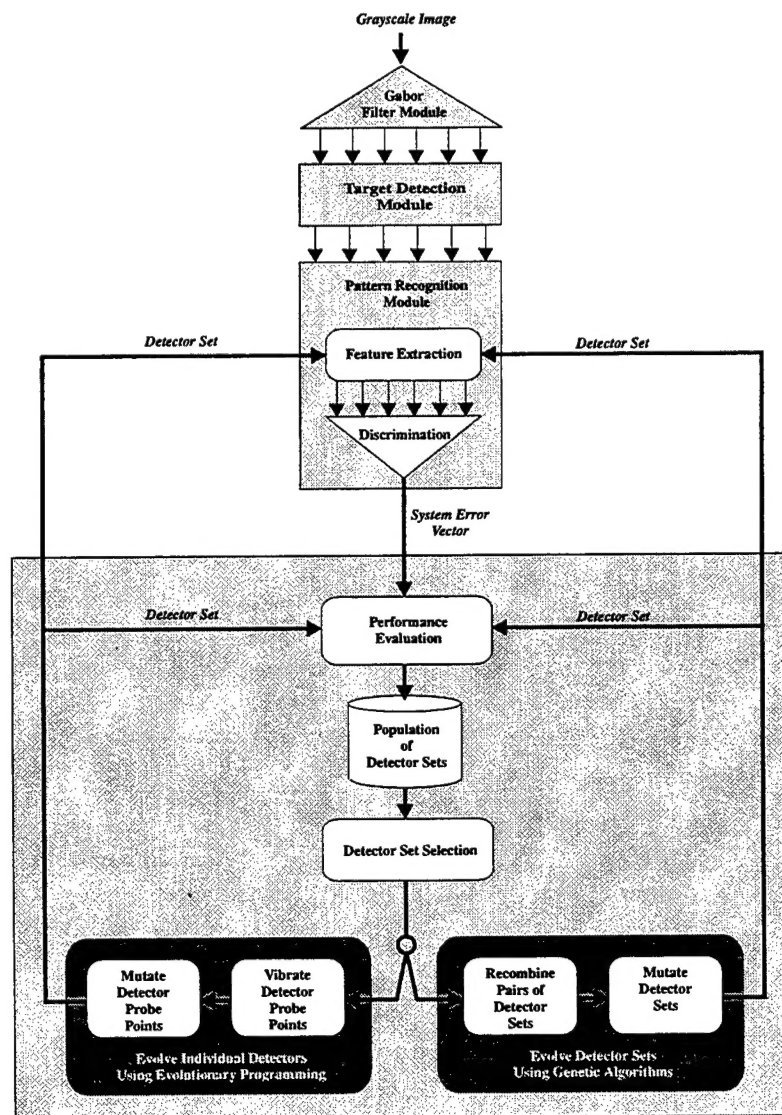 Grayscale Image
Gabor
Filter Module
Target Detection
Module
Pattern Recognition
Module
Detector Set
Detector Set
Feature Extraction
Discrimination
System Error
Vector
Detector Set
Detector Set
Performance
Evaluation
Population
of
Detector Sets
Detector Set Selection
Mutate
Detector
Probe
Points
Vibrate
Detector
Probe
Points
Recombine
Pairs of
Detector
Sets
Mutate
Detector
Sets
Evolve Individual Detectors
Using Evolutionary Programming
Evolve Detector Sets
Using Genetic Algorithms